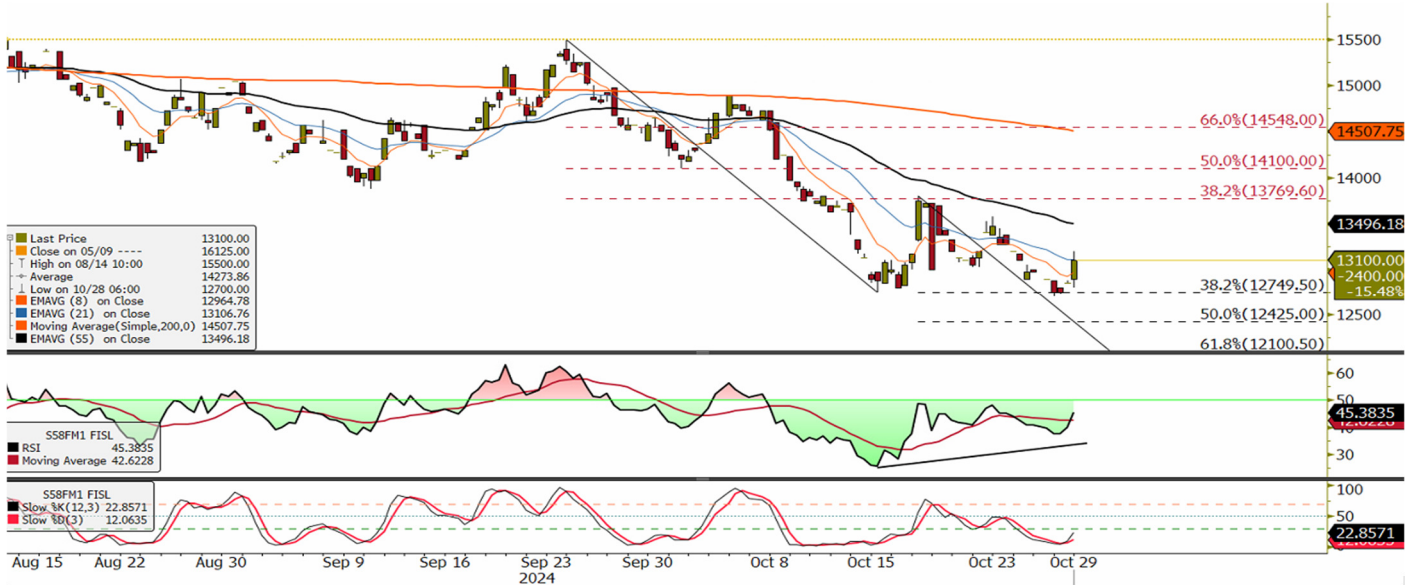 15500
15000
66.0%(14548.00)
14507.75
50.0%(14100.00)
14000
38.2%(13769.60)
13496.18
13100.00
-2400.00
-15.48%
38.2%(12749.50)
50.0%(12425.00)
12500
61.8%(12100.50)
Last Price 13100.00
Close on 05/09 ---- 16125.00
High on 08/14 10:00 15500.00
Average 14273.86
Low on 10/28 06:00 12700.00
EMAVG (8) on Close 12964.78
EMAVG (21) on Close 13106.76
Moving Average(Simple,200,0) 14507.75
EMAVG (55) on Close 13496.18
60
50
45.3835
30
S58FM1 FISL
RSI 45.3835
Moving Average 42.6228
100
50
22.8571
S58FM1 FISL
Slow %K(12,3) 22.8571
Slow %D(3) 12.0635
Aug 15 Aug 22 Aug 30 Sep 9 Sep 16 Sep 23 Sep 30 Oct 8 Oct 15 Oct 23 Oct 29
2024